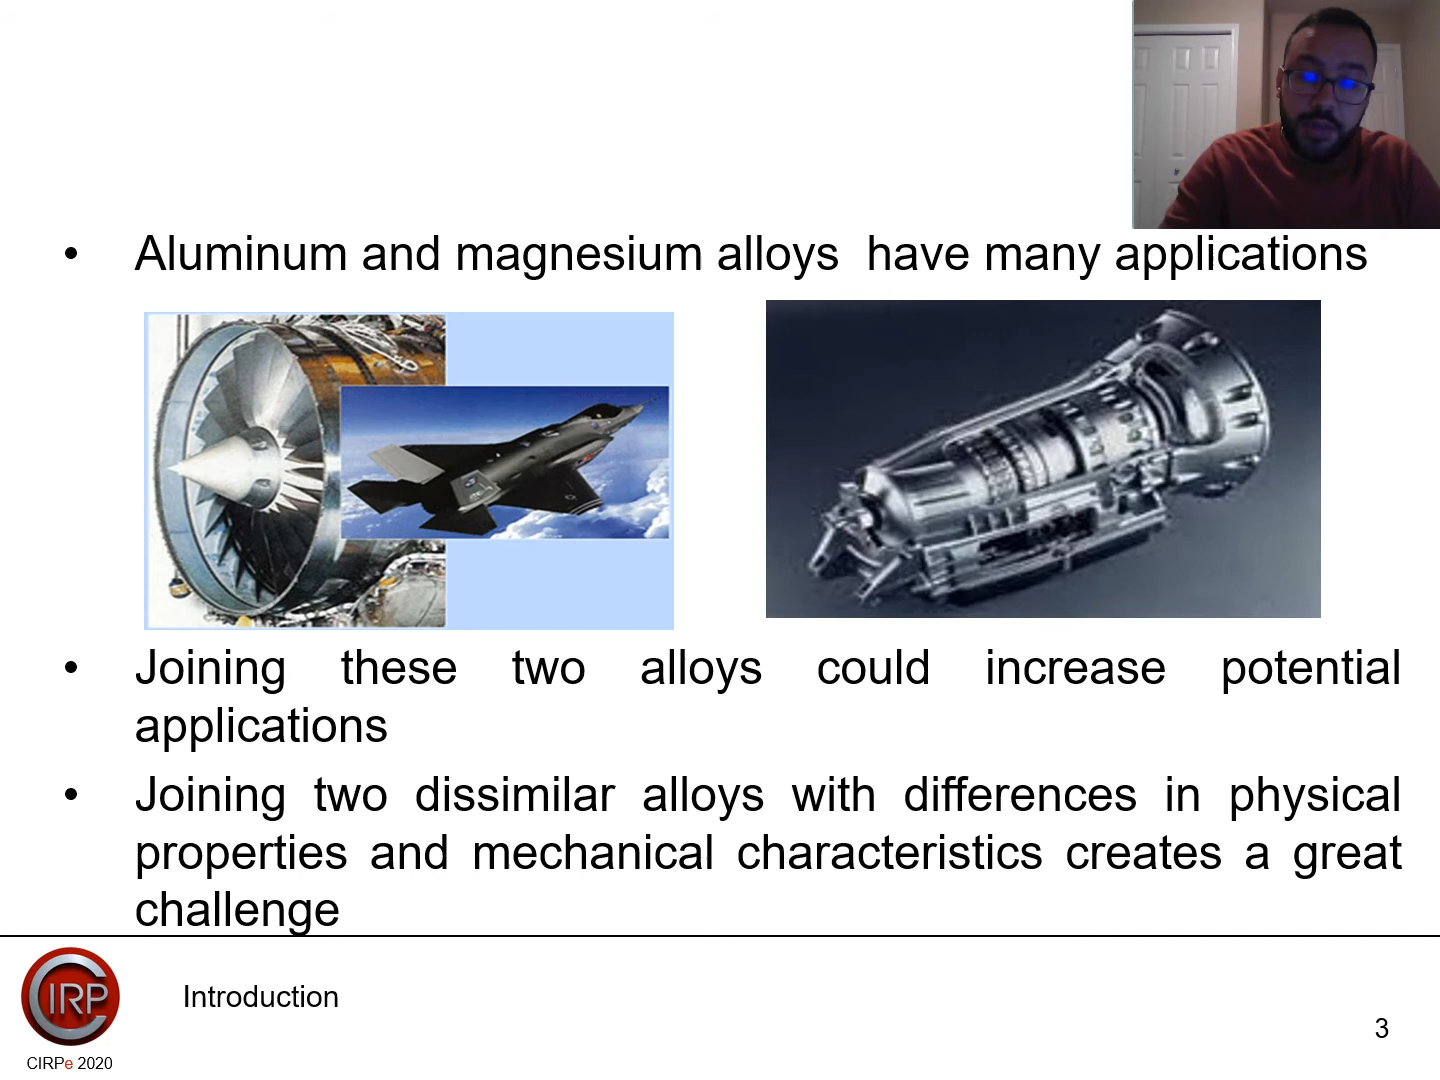 • Aluminum and magnesium alloys  have many applications
• Joining these two alloys could increase potential
applications
• Joining two dissimilar alloys with differences in physical
properties and mechanical characteristics creates a great
challenge
CIRP
Introduction
3
CIRPe 2020